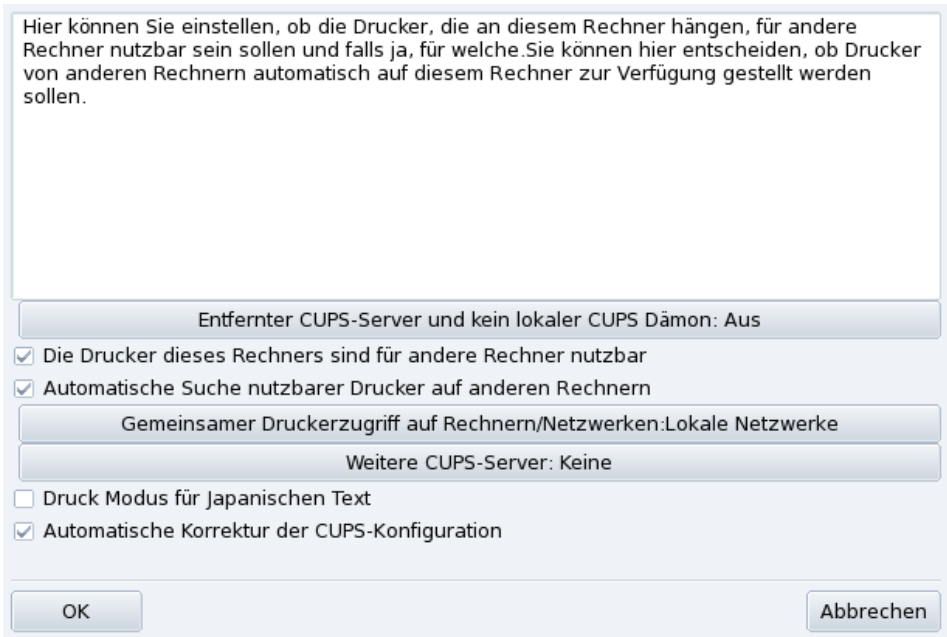 Hier können Sie einstellen, ob die Drucker, die an diesem Rechner hängen, für andere
Rechner nutzbar sein sollen und falls ja, für welche.Sie können hier entscheiden, ob Drucker
von anderen Rechnern automatisch auf diesem Rechner zur Verfügung gestellt werden
sollen.
Entfernter CUPS-Server und kein lokaler CUPS Dämon: Aus
Die Drucker dieses Rechners sind für andere Rechner nutzbar
Automatische Suche nutzbarer Drucker auf anderen Rechnern
Gemeinsamer Druckerzugriff auf Rechnern/Netzwerken:Lokale Netzwerke
Weitere CUPS-Server: Keine
Druck Modus für Japanischen Text
Automatische Korrektur der CUPS-Konfiguration
OK
Abbrechen